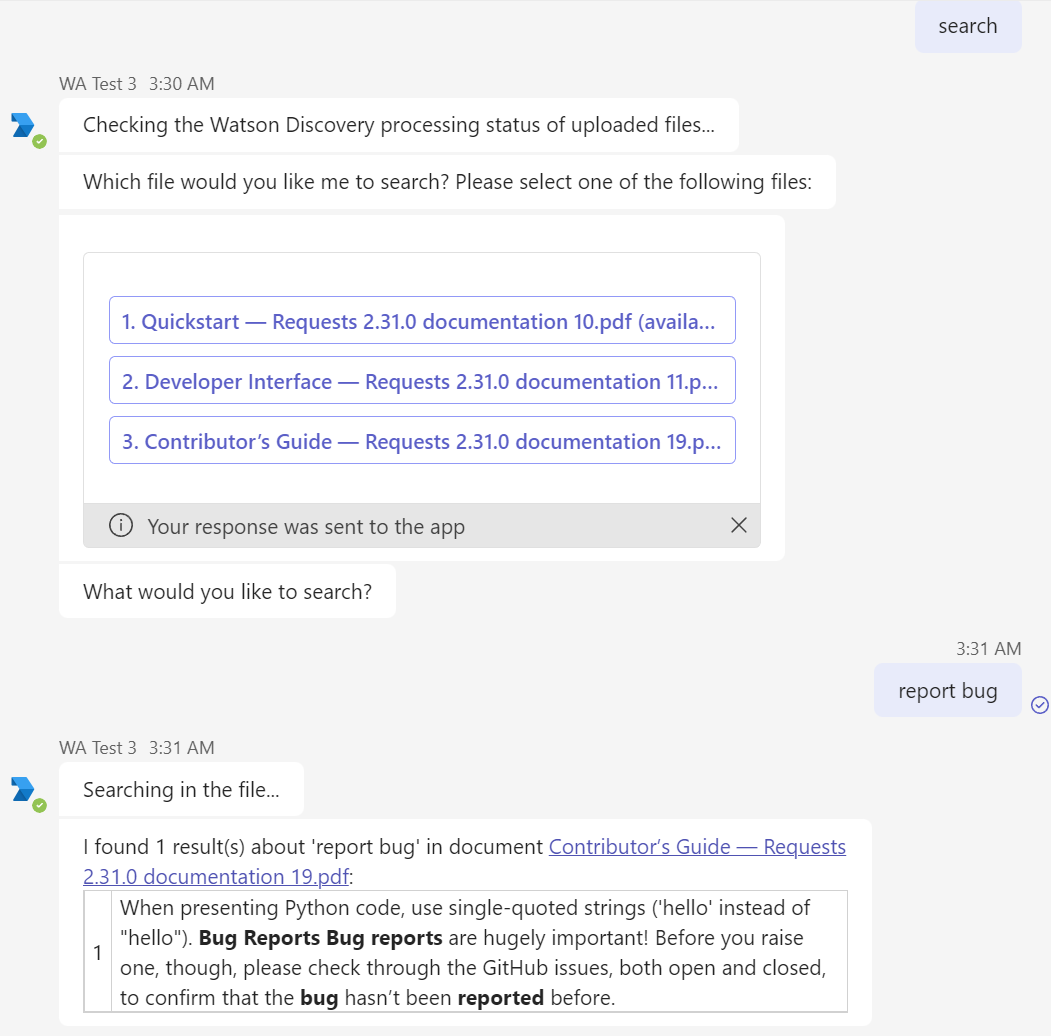 search
WA Test 3 3:30 AM
Checking the Watson Discovery processing status of uploaded files...
Which file would you like me to search? Please select one of the following files:
1. Quickstart — Requests 2.31.0 documentation 10.pdf (availa...
2. Developer Interface — Requests 2.31.0 documentation 11.p...
3. Contributor’s Guide — Requests 2.31.0 documentation 19.p...
Your response was sent to the app
What would you like to search?
3:31 AM
report bug
WA Test 3 3:31 AM
Searching in the file...
I found 1 result(s) about 'report bug' in document Contributor’s Guide — Requests
2.31.0 documentation 19.pdf:
When presenting Python code, use single-quoted strings ('hello' instead of
"hello"). Bug Reports Bug reports are hugely important! Before you raise
1
one, though, please check through the GitHub issues, both open and closed,
to confirm that the bug hasn’t been reported before.